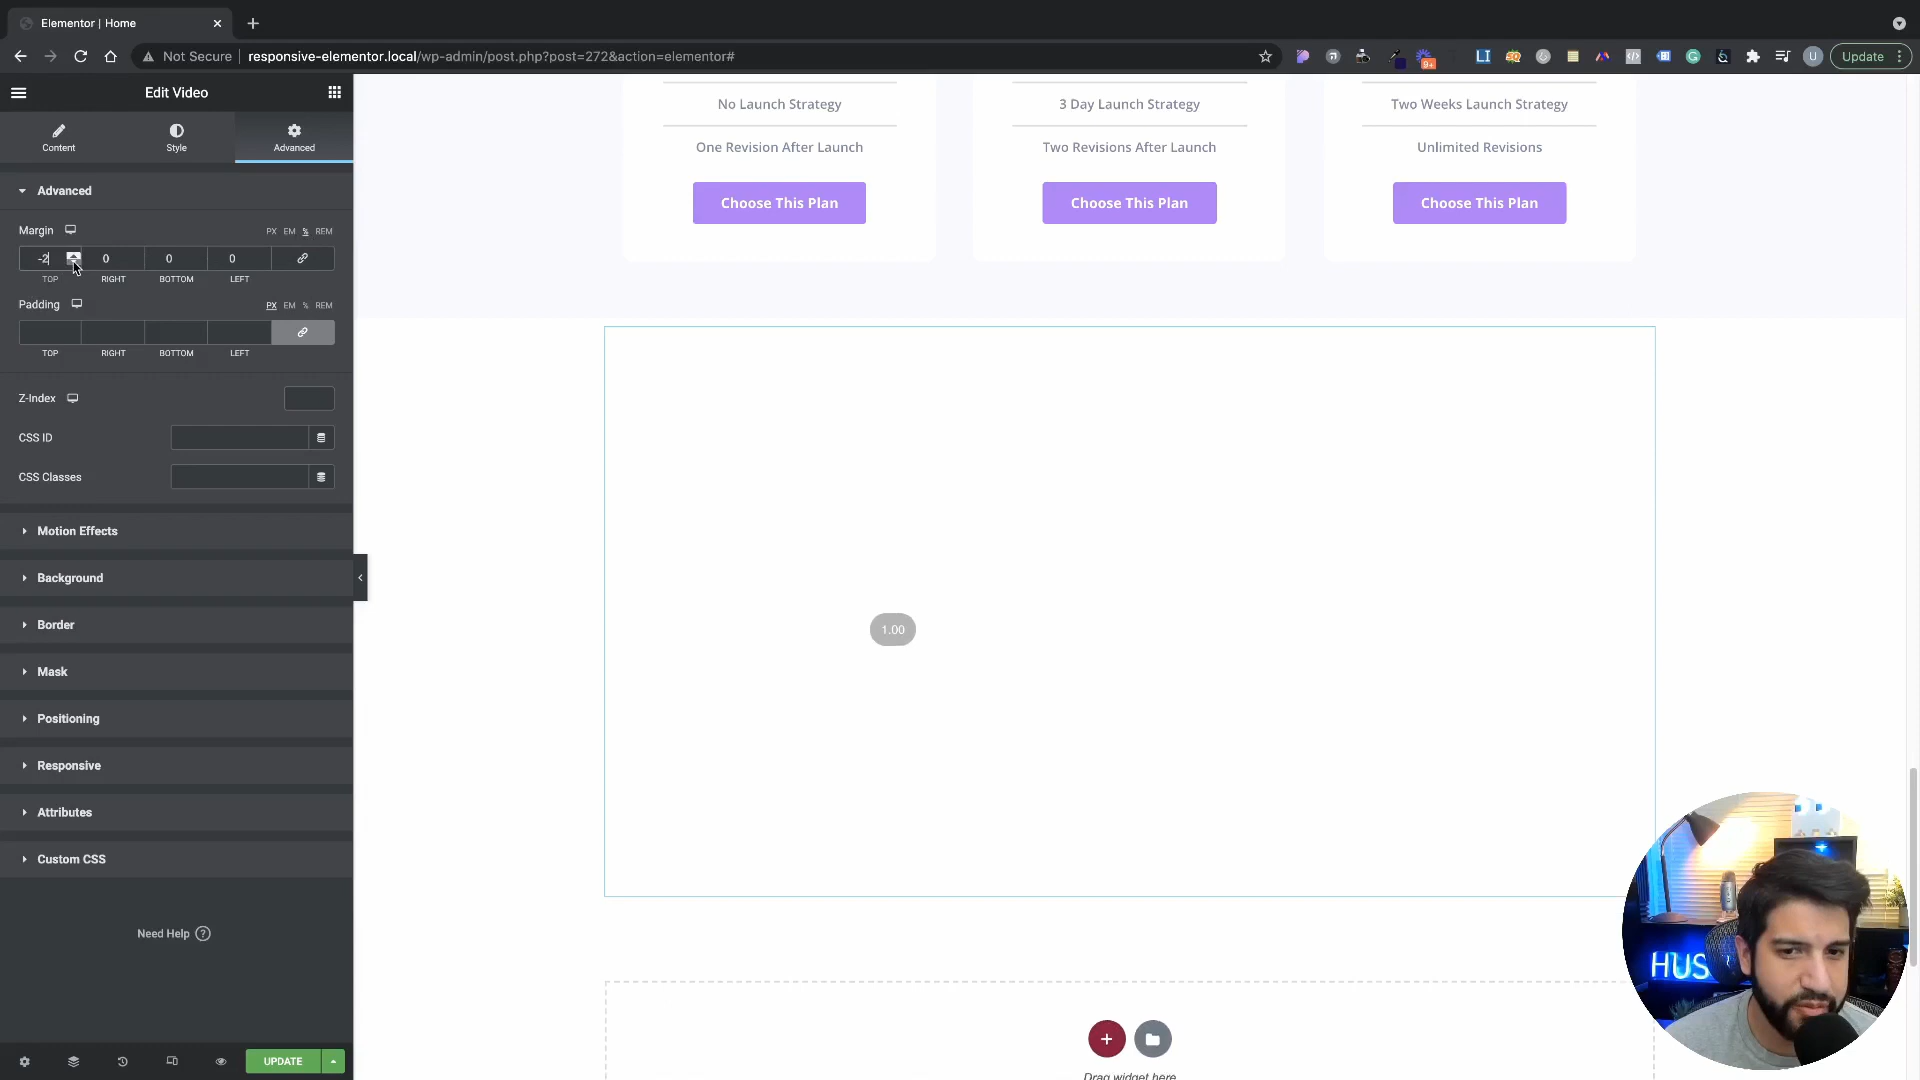 Elementor | Home
Not Secure
responsive-elementor.local/wp-admin/post.php?post=272&action=elementor#
9+
LI
U
Update
Edit Video
Content
Style
Advanced
Advanced
Margin
PX EM % REM
-2 0 0 0
TOP RIGHT BOTTOM LEFT
Padding
PX EM % REM
TOP RIGHT BOTTOM LEFT
Z-Index
CSS ID
CSS Classes
Motion Effects
Background
Border
Mask
Positioning
Responsive
Attributes
Custom CSS
Need Help ?
UPDATE
No Launch Strategy
One Revision After Launch
Choose This Plan
3 Day Launch Strategy
Two Revisions After Launch
Choose This Plan
Two Weeks Launch Strategy
Unlimited Revisions
Choose This Plan
1.00
Drag widget here
HUS